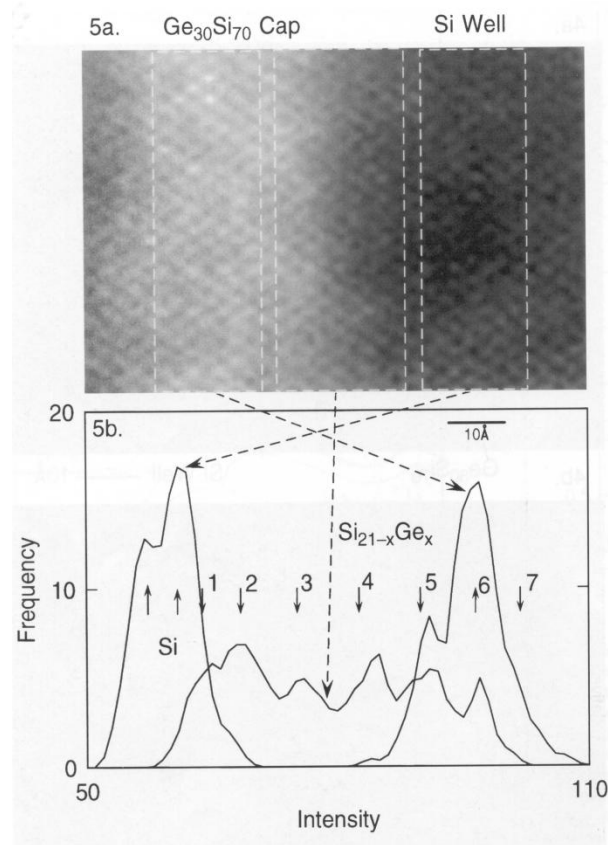 5a. Ge30Si70 Cap Si Well
20
5b.
10Å
Si21-xGex
10
1 2 3 4 5 6 7
Si
Frequency
0
50 110
Intensity